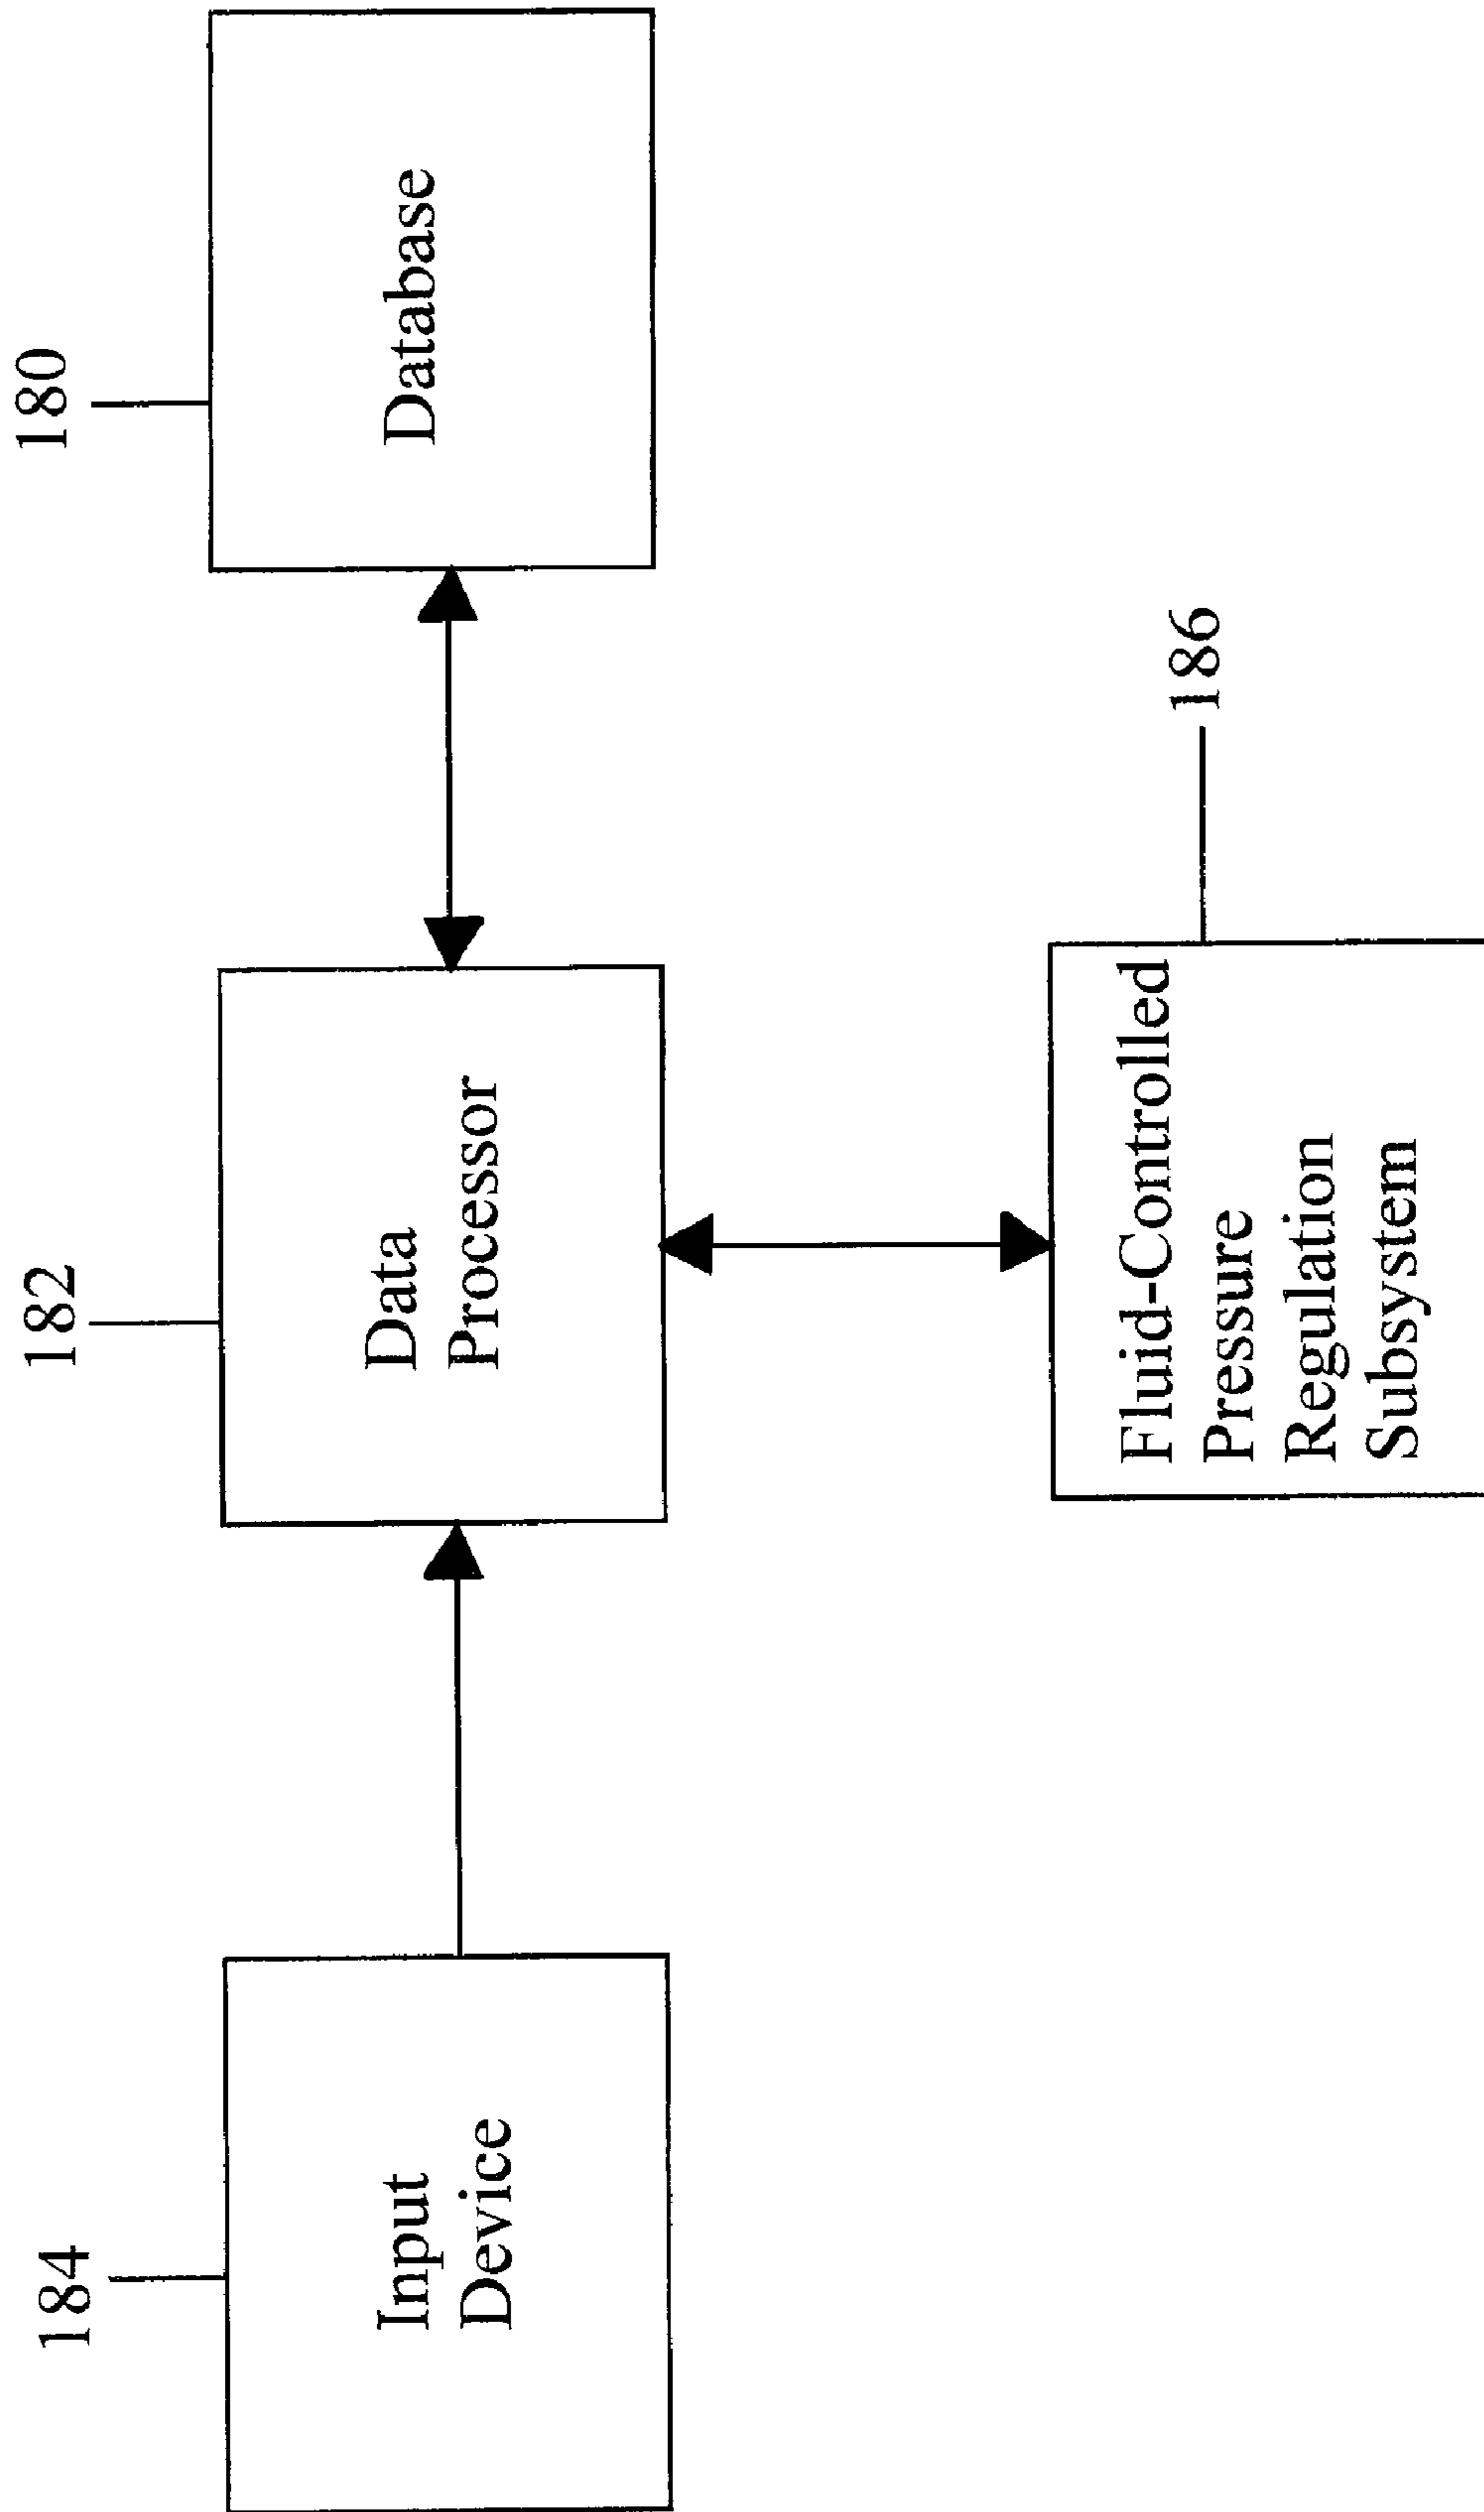 184
182
180
Input
Device
Data
Processor
Database
186
Fluid-Controlled
Pressure
Regulation
Subsystem